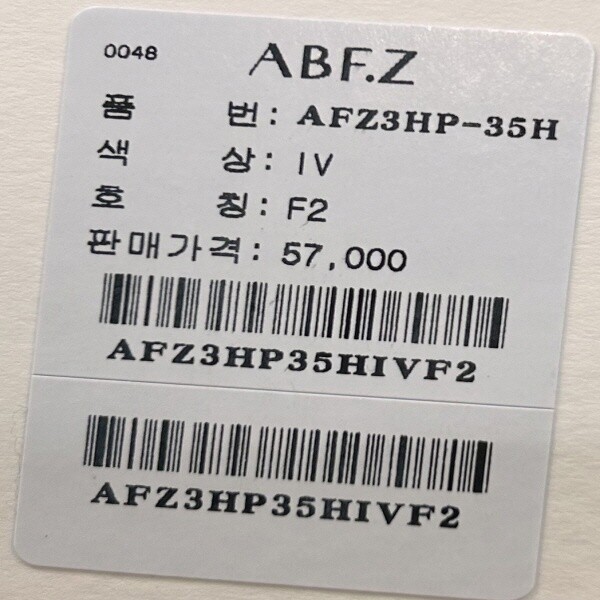 0048
ABF.Z
품 번: AFZ3HP-35H
색 상: IV
호 칭: F2
판매가격: 57,000
AFZ3HP35HIVF2
AFZ3HP35HIVF2